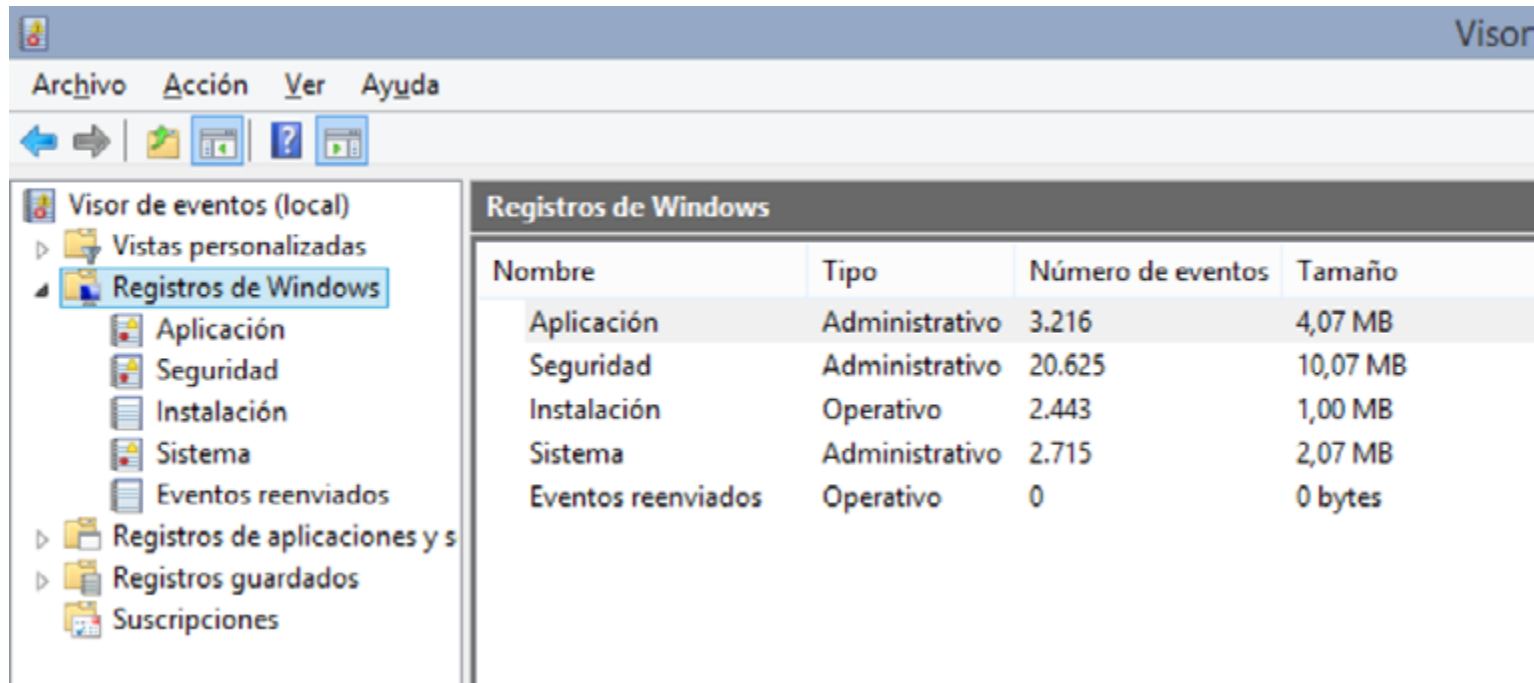 Visor
Archivo Acción Ver Ayuda
Visor de eventos (local)
Vistas personalizadas
Registros de Windows
Aplicación
Seguridad
Instalación
Sistema
Eventos reenviados
Registros de aplicaciones y s
Registros guardados
Suscripciones
Registros de Windows
Nombre Tipo Número de eventos Tamaño
Aplicación Administrativo 3.216 4,07 MB
Seguridad Administrativo 20.625 10,07 MB
Instalación Operativo 2.443 1,00 MB
Sistema Administrativo 2.715 2,07 MB
Eventos reenviados Operativo 0 0 bytes